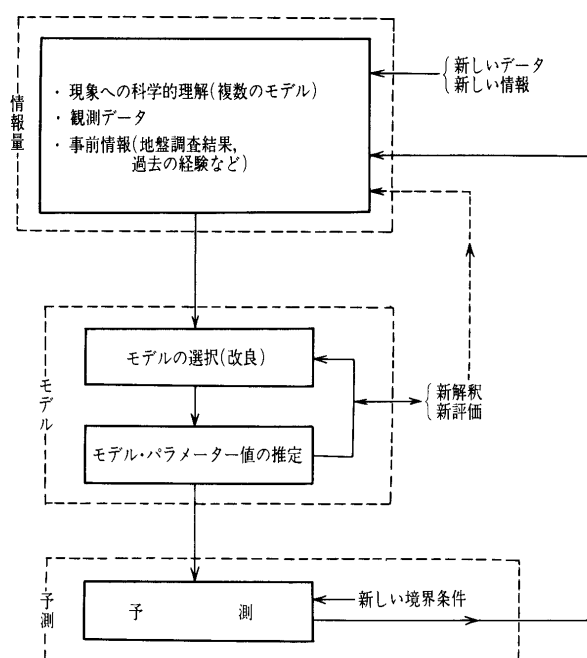 情報量
・ 現象への科学的理解(複数のモデル)
・ 観測データ
・ 事前情報(地盤調査結果,
過去の経験など)
新しいデータ
新しい情報
モデル
モデルの選択(改良)
モデル・パラメーター値の推定
新解釈
新評価
予測
予 測
新しい境界条件